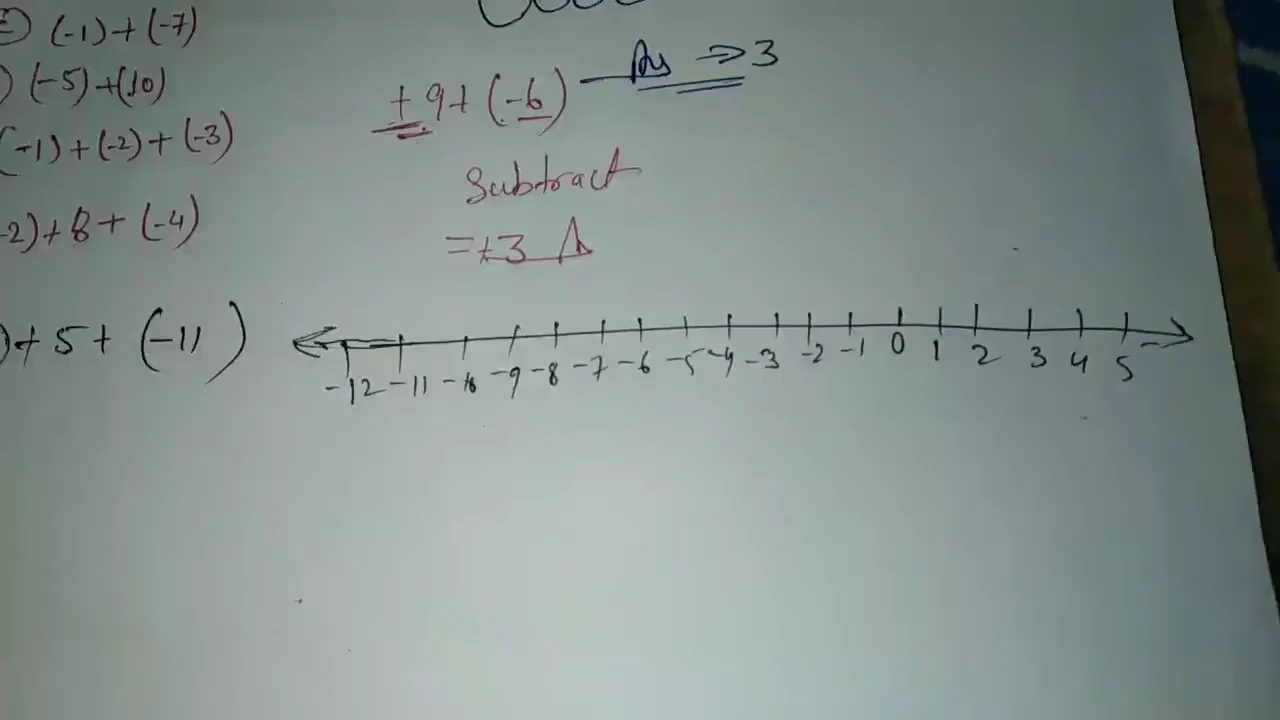 (-1)+(-7)
) (-5)+(10)
(-1)+(-2)+(-3)
-2)+8+(-4)
)+5+(-11)
+9+(-6) Ans ⇒ 3
Subtract
=+3 A
-12 -11 -10 -9 -8 -7 -6 -5 -4 -3 -2 -1 0 1 2 3 4 5